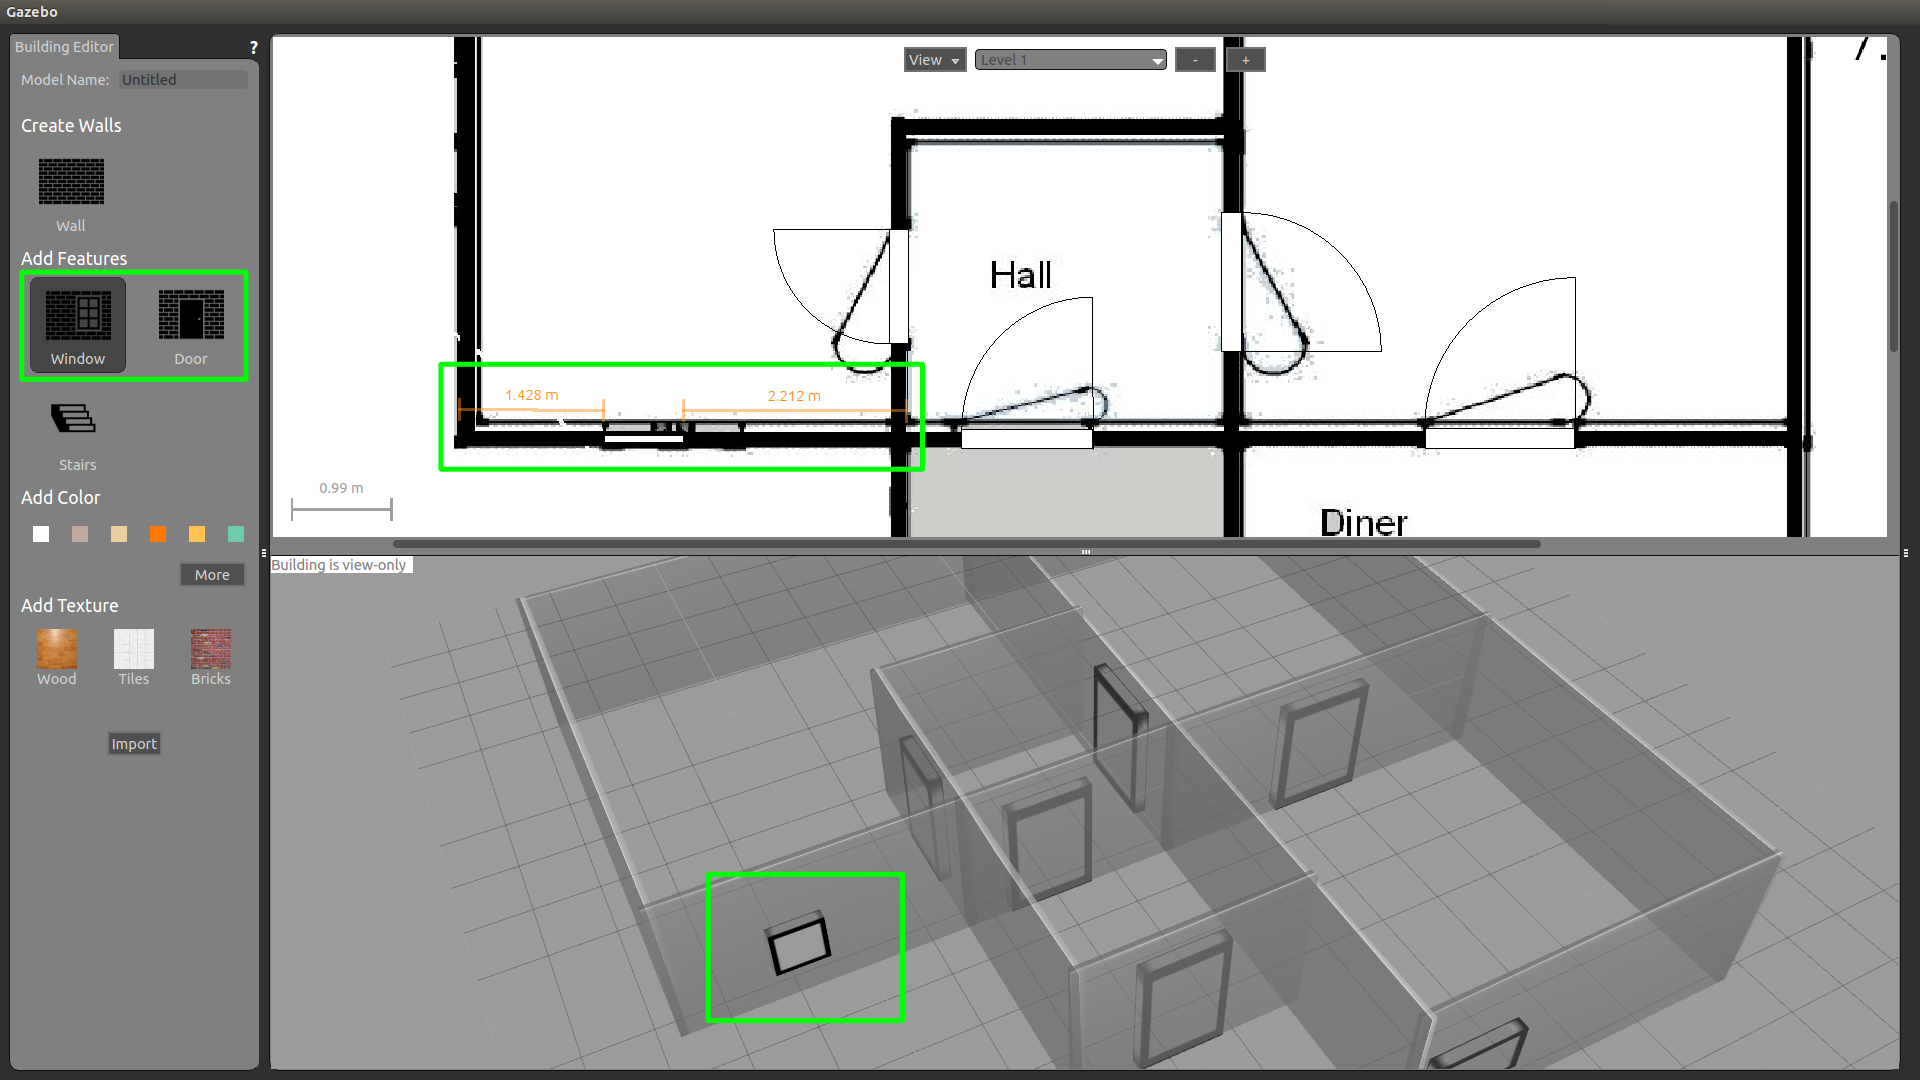 Gazebo
Building Editor
?
Model Name: Untitled
Create Walls
Wall
Add Features
Window Door
Stairs
Add Color
More
Add Texture
Wood Tiles Bricks
Import
View Level 1 - +
7.
Hall
1.428 m 2.212 m
0.99 m
Diner
Building is view-only